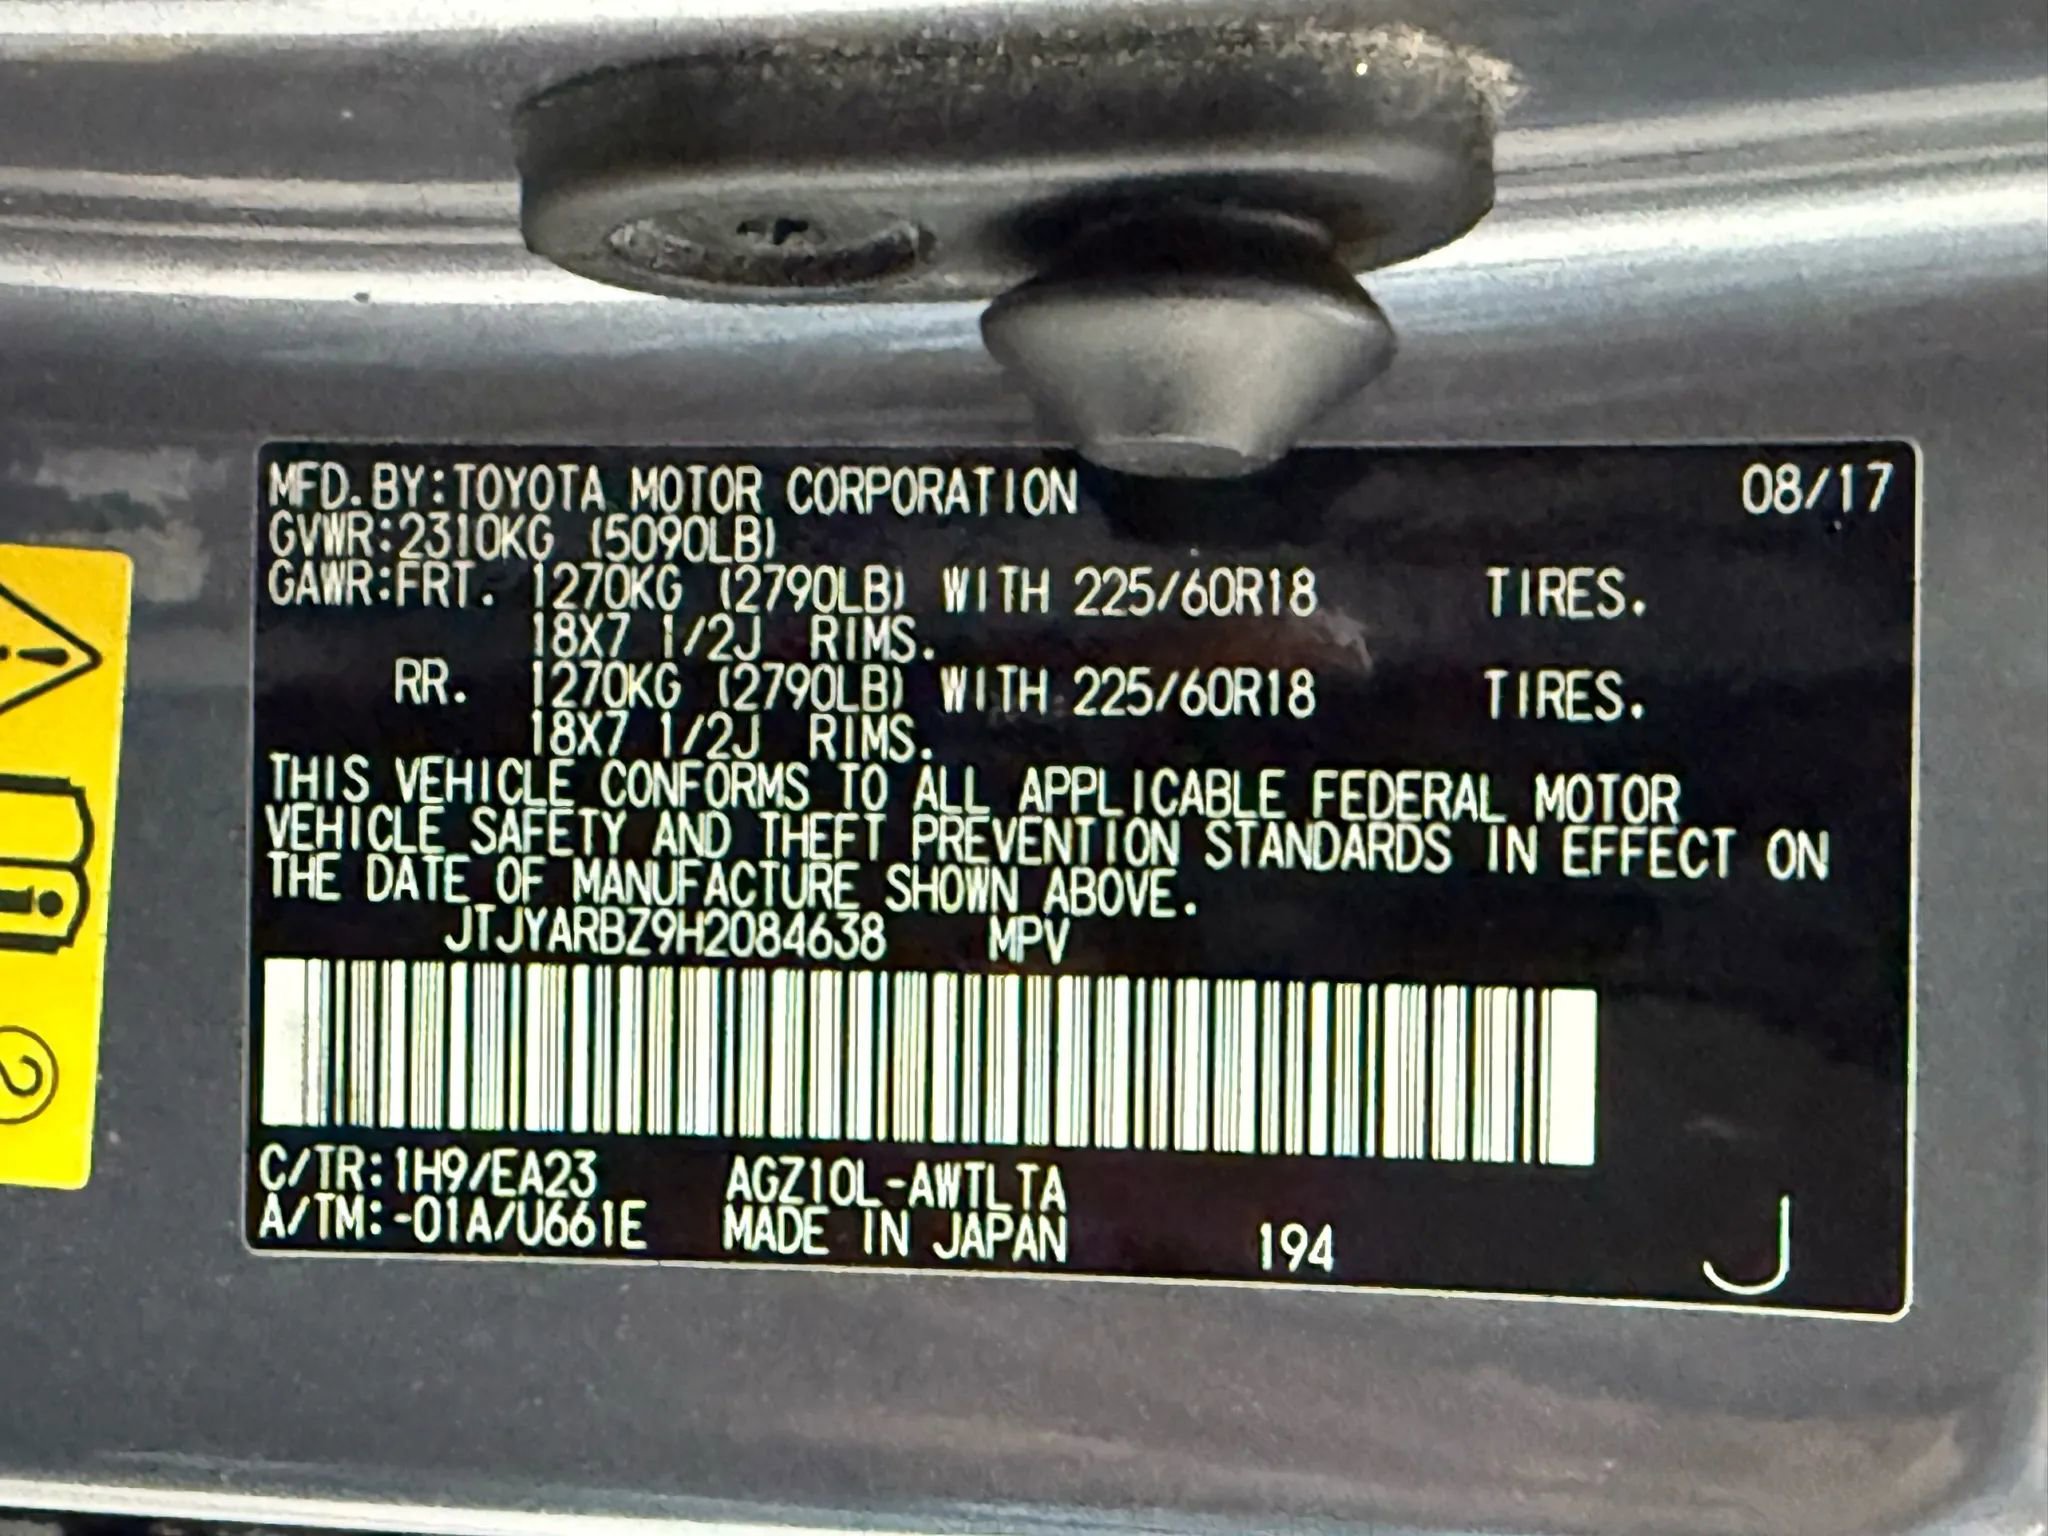 MFD.BY:TOYOTA MOTOR CORPORATION 08/17
GVWR:2310KG (5090LB)
GAWR:FRT. 1270KG (2790LB) WITH 225/60R18 TIRES.
18X7 1/2J RIMS.
RR. 1270KG (2790LB) WITH 225/60R18 TIRES.
18X7 1/2J RIMS.
THIS VEHICLE CONFORMS TO ALL APPLICABLE FEDERAL MOTOR
VEHICLE SAFETY AND THEFT PREVENTION STANDARDS IN EFFECT ON
THE DATE OF MANUFACTURE SHOWN ABOVE.
JTJYARBZ9H2084638 MPV
C/TR:1H9/EA23 AGZ10L-AWTLTA
A/TM:-01A/U661E MADE IN JAPAN 194 J
2